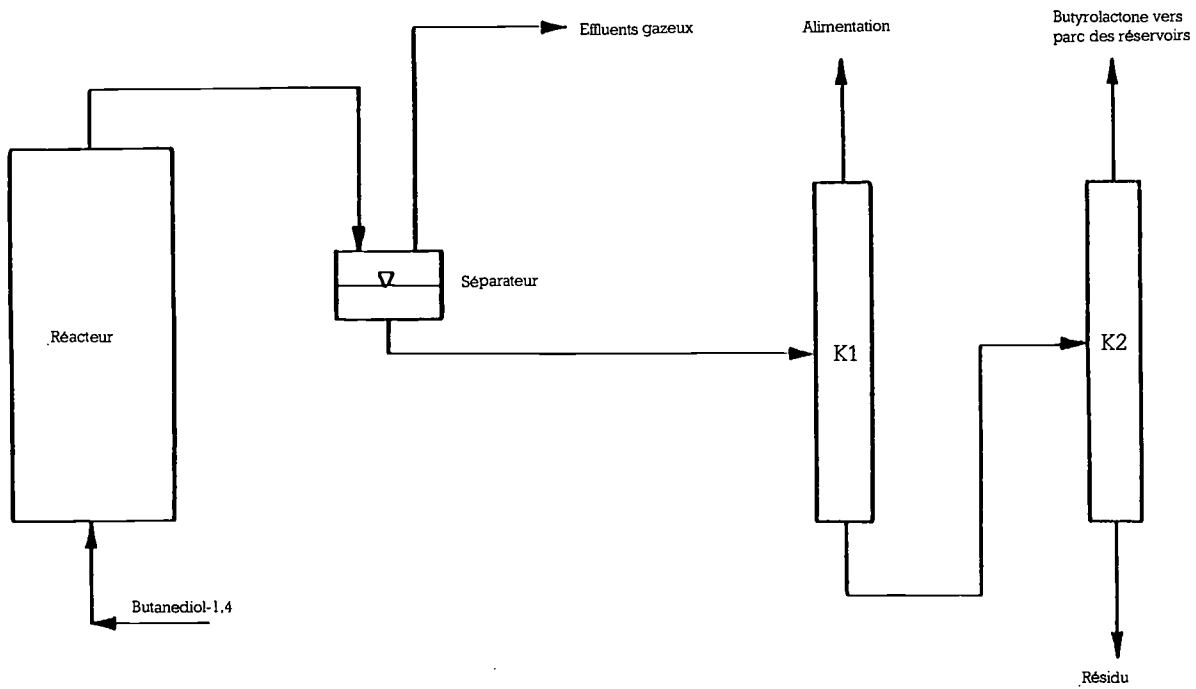 Effluents gazeux
Alimentation
Butyrolactone vers
parc des réservoirs
Séparateur
Réacteur
K1
K2
Butanediol-1,4
Résidu